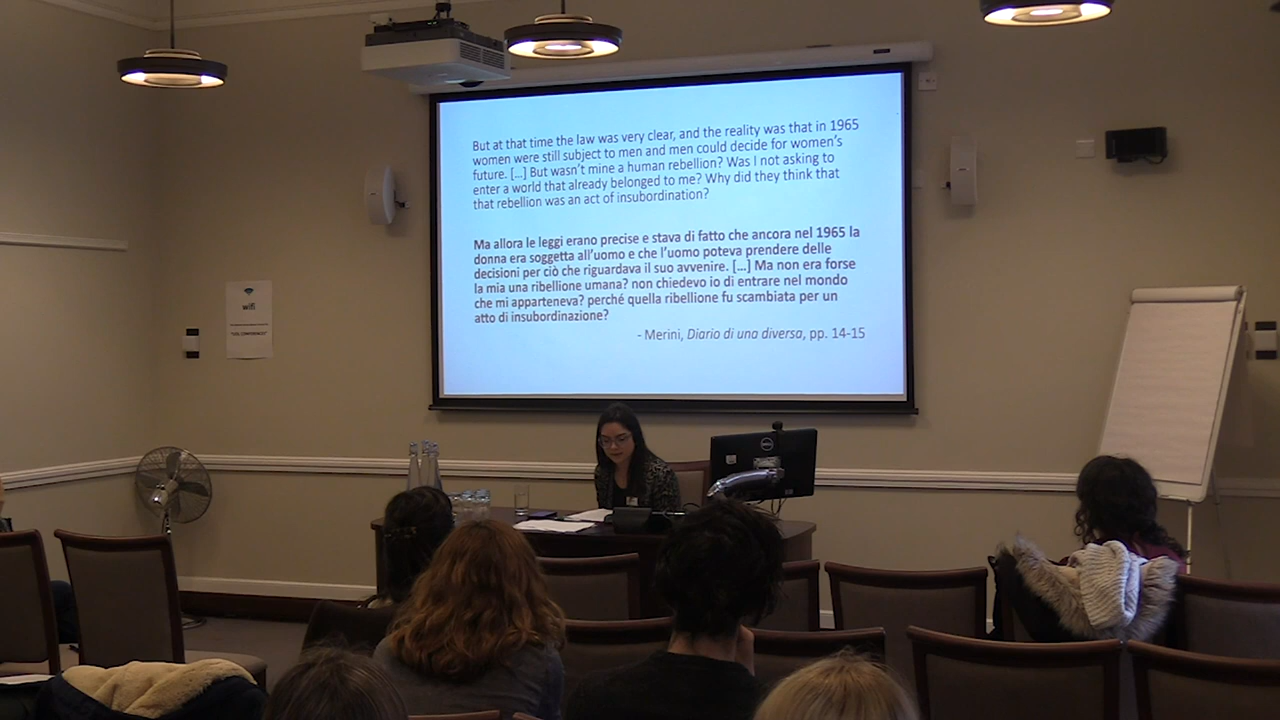 But at that time the law was very clear, and the reality was that in 1965
women were still subject to men and men could decide for women's
future. [...] But wasn't mine a human rebellion? Was I not asking to
enter a world that already belonged to me? Why did they think that
that rebellion was an act of insubordination?
Ma allora le leggi erano precise e stava di fatto che ancora nel 1965 la
donna era soggetta all'uomo e che l'uomo poteva prendere delle
decisioni per ciò che riguardava il suo avvenire. [...] Ma non era forse
la mia una ribellione umana? non chiedevo io di entrare nel mondo
che mi apparteneva? perché quella ribellione fu scambiata per un
atto di insubordinazione?
- Merini, Diario di una diversa, pp. 14-15
wifi
DELL